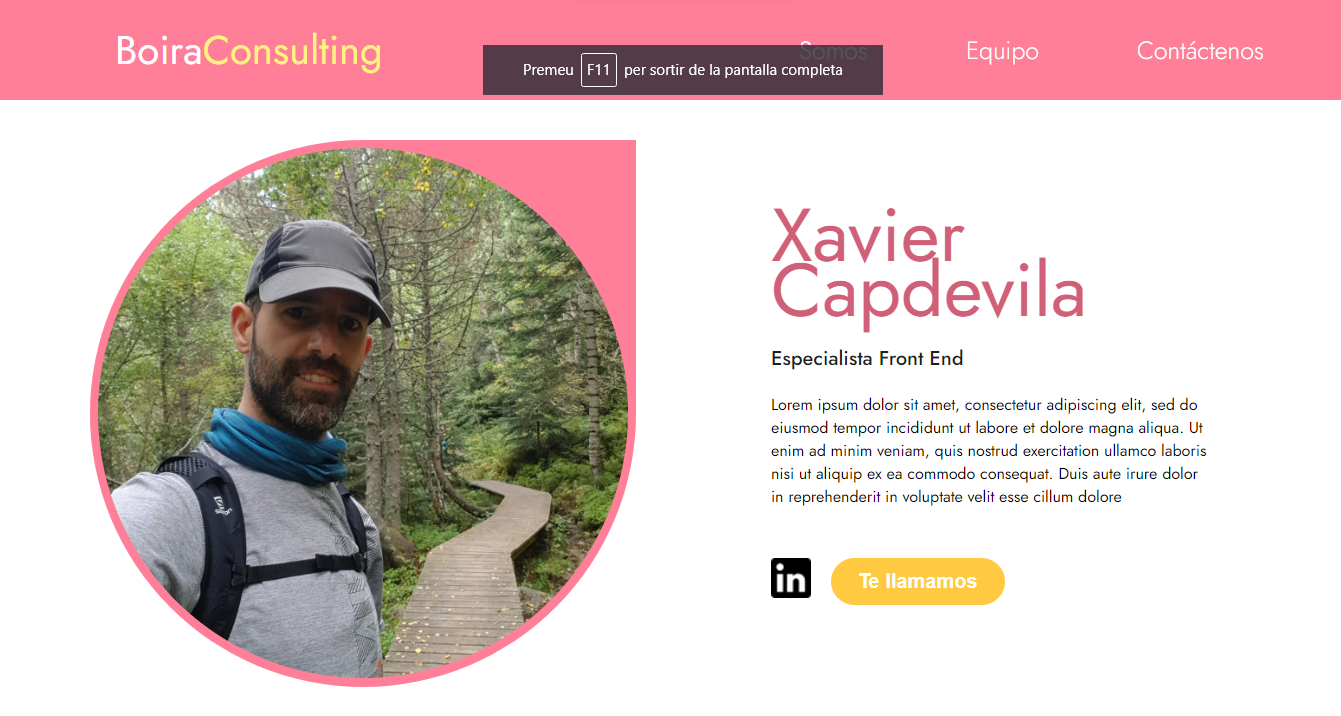 BoiraConsulting
Somos
Equipo
Contáctenos
Premeu F11 per sortir de la pantalla completa
Xavier
Capdevila
Especialista Front End
Lorem ipsum dolor sit amet, consectetur adipiscing elit, sed do
eiusmod tempor incididunt ut labore et dolore magna aliqua. Ut
enim ad minim veniam, quis nostrud exercitation ullamco laboris
nisi ut aliquip ex ea commodo consequat. Duis aute irure dolor
in reprehenderit in voluptate velit esse cillum dolore
in
Te llamamos